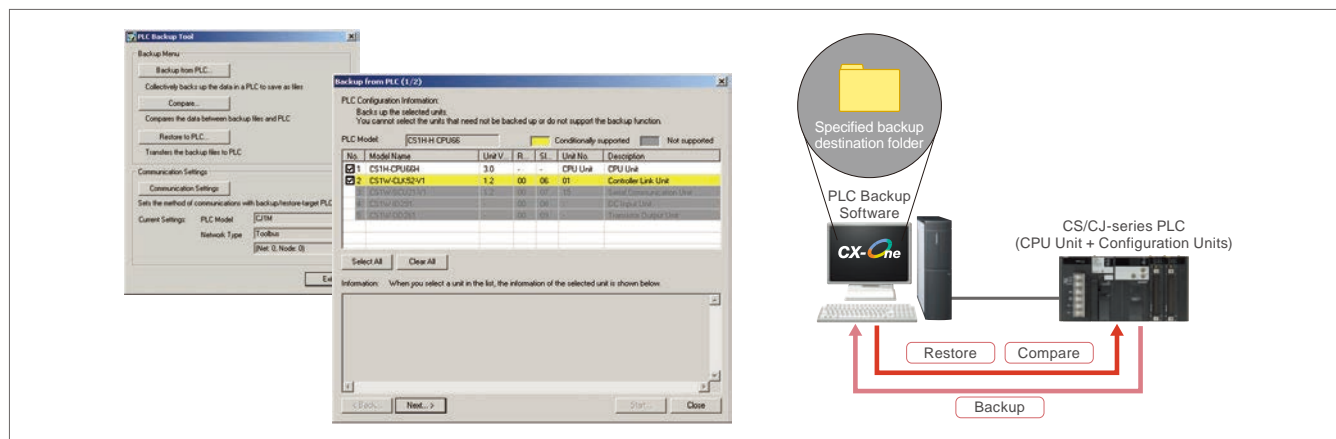 PLC Backup Tool
Backup Menu
Backup from PLC...
Collectively backs up the data in a PLC to save as files
Compare...
Compares the data between backup files and PLC
Restore to PLC...
Transfers the backup files to PLC
Communication Settings
Communication Settings
Sets the method of communications with backup/restore-target PLC
Current Settings: PLC Model CJ1M
Network Type Toolbus
(Net: 0, Node: 0)
Backup from PLC (1/2)
PLC Configuration Information:
Backs up the selected units.
You cannot select the units that need not be backed up or do not support the backup function.
PLC Model CS1H-H CPU66 Conditionally supported Not supported
No. Model Name Unit V... R... Sl... Unit No. Description
1 CS1H-CPU66H 3.0 - - CPU Unit CPU Unit
2 CS1W-CLK52-V1 1.2 00 06 01 Controller Link Unit
Select All Clear All
Information: When you select a unit in the list, the information of the selected unit is shown below.
< Back... Next... > Start... Close
Specified backup
destination folder
PLC Backup
Software
CX-One
CS/CJ-series PLC
(CPU Unit + Configuration Units)
Restore Compare
Backup